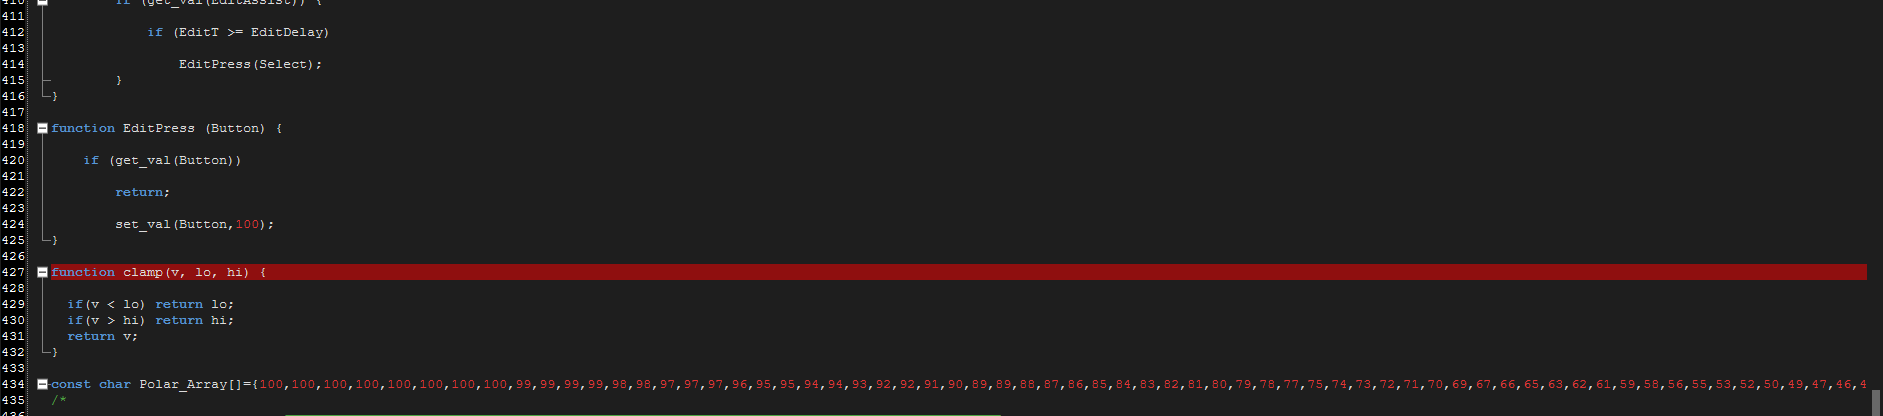 410 if (get_val(EditAssist)) {
411
412 if (EditT >= EditDelay)
413
414 EditPress(Select);
415 }
416 }
417
418 function EditPress (Button) {
419
420 if (get_val(Button))
421
422 return;
423
424 set_val(Button,100);
425 }
426
427 function clamp(v, lo, hi) {
428
429 if(v < lo) return lo;
430 if(v > hi) return hi;
431 return v;
432 }
433
434 const char Polar_Array[]={100,100,100,100,100,100,100,100,99,99,99,99,98,98,97,97,97,96,95,95,94,94,93,92,92,91,90,89,89,88,87,86,85,84,83,82,81,80,79,78,77,75,74,73,72,71,70,69,67,66,65,63,62,61,59,58,56,55,53,52,50,49,47,46,4
435 /*
436